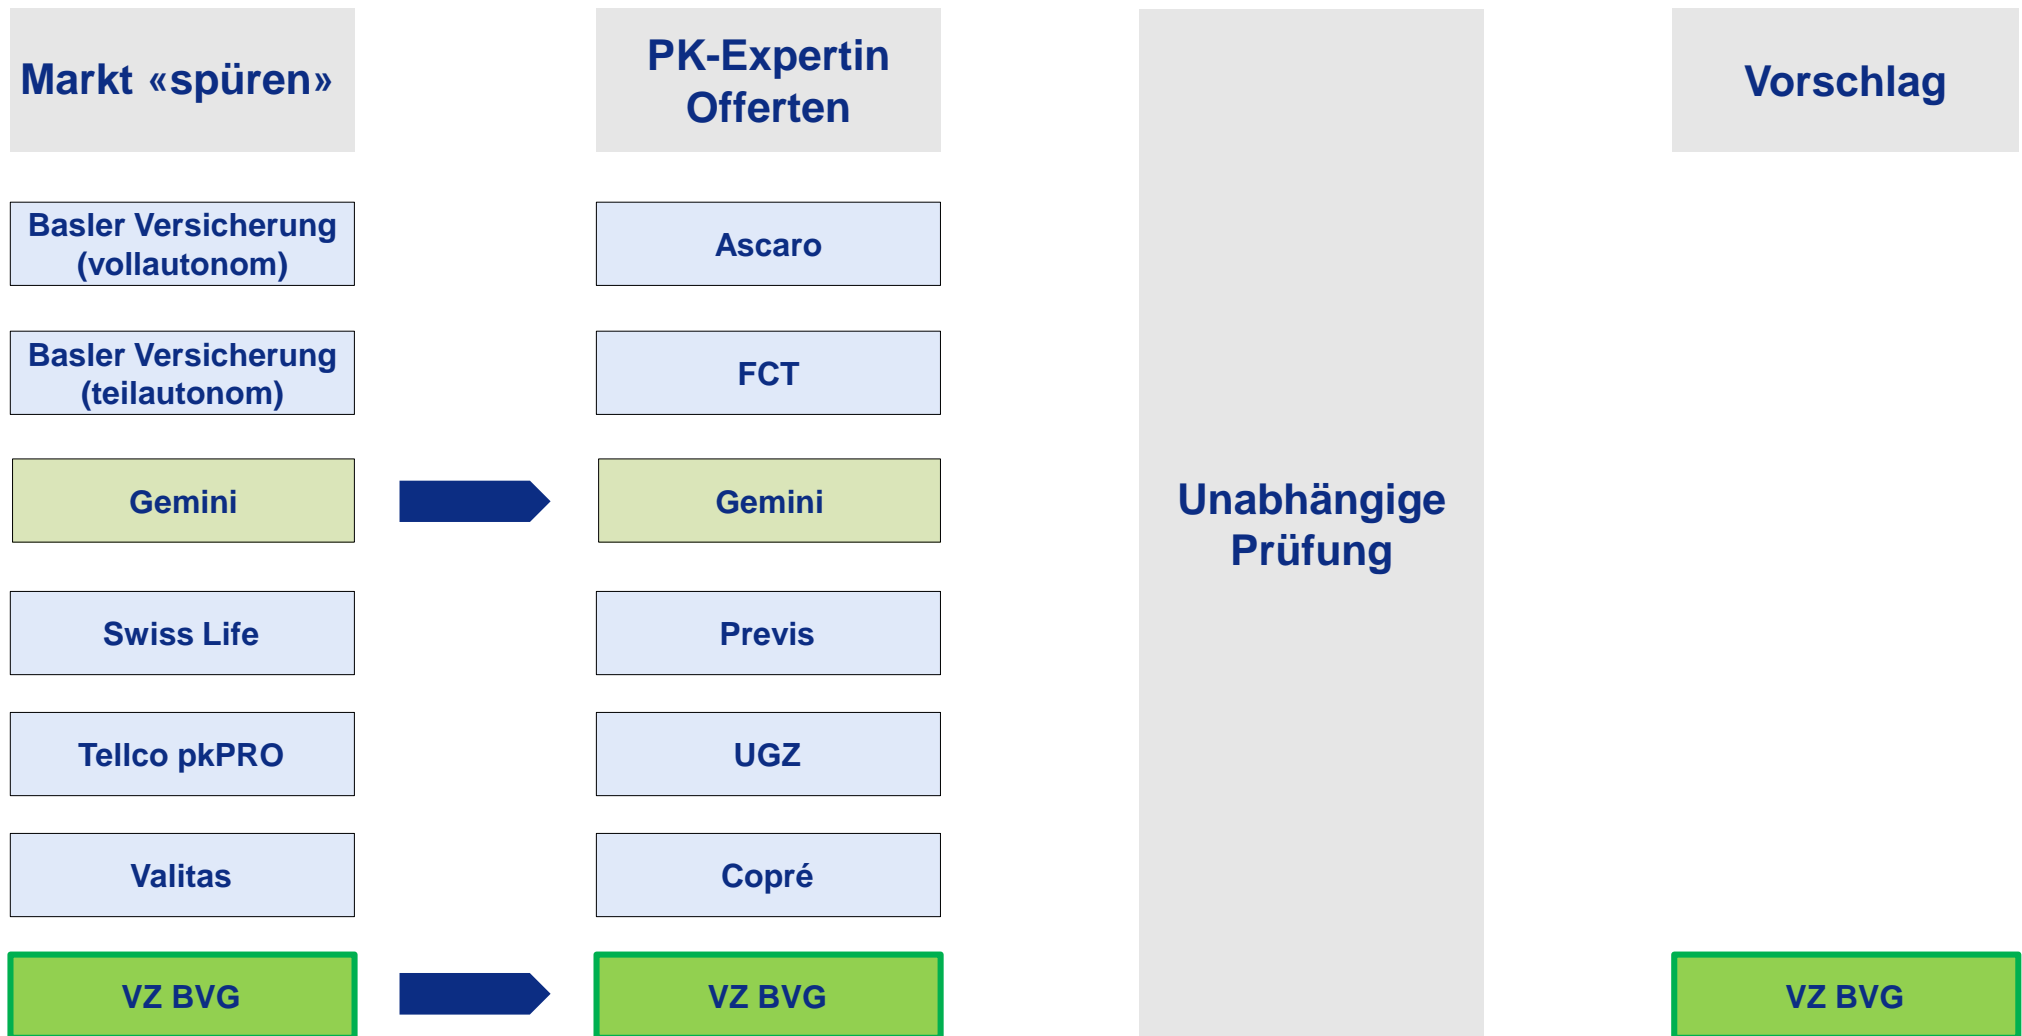 Markt «spüren»
PK-Expertin
Offerten
Vorschlag
Basler Versicherung
(vollautonom)
Ascaro
Basler Versicherung
(teilautonom)
FCT
Gemini
Gemini
Unabhängige
Prüfung
Swiss Life
Previs
Tellco pkPRO
UGZ
Valitas
Copré
VZ BVG
VZ BVG
VZ BVG